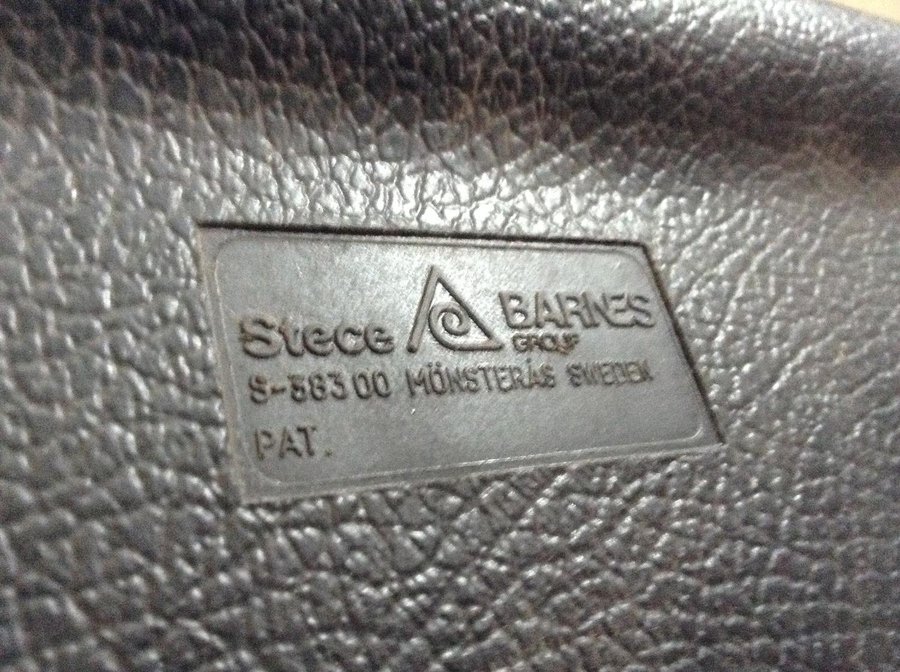 Stece BARNES
GROUP
S-383 00 MÖNSTERÅS SWEDEN
PAT.